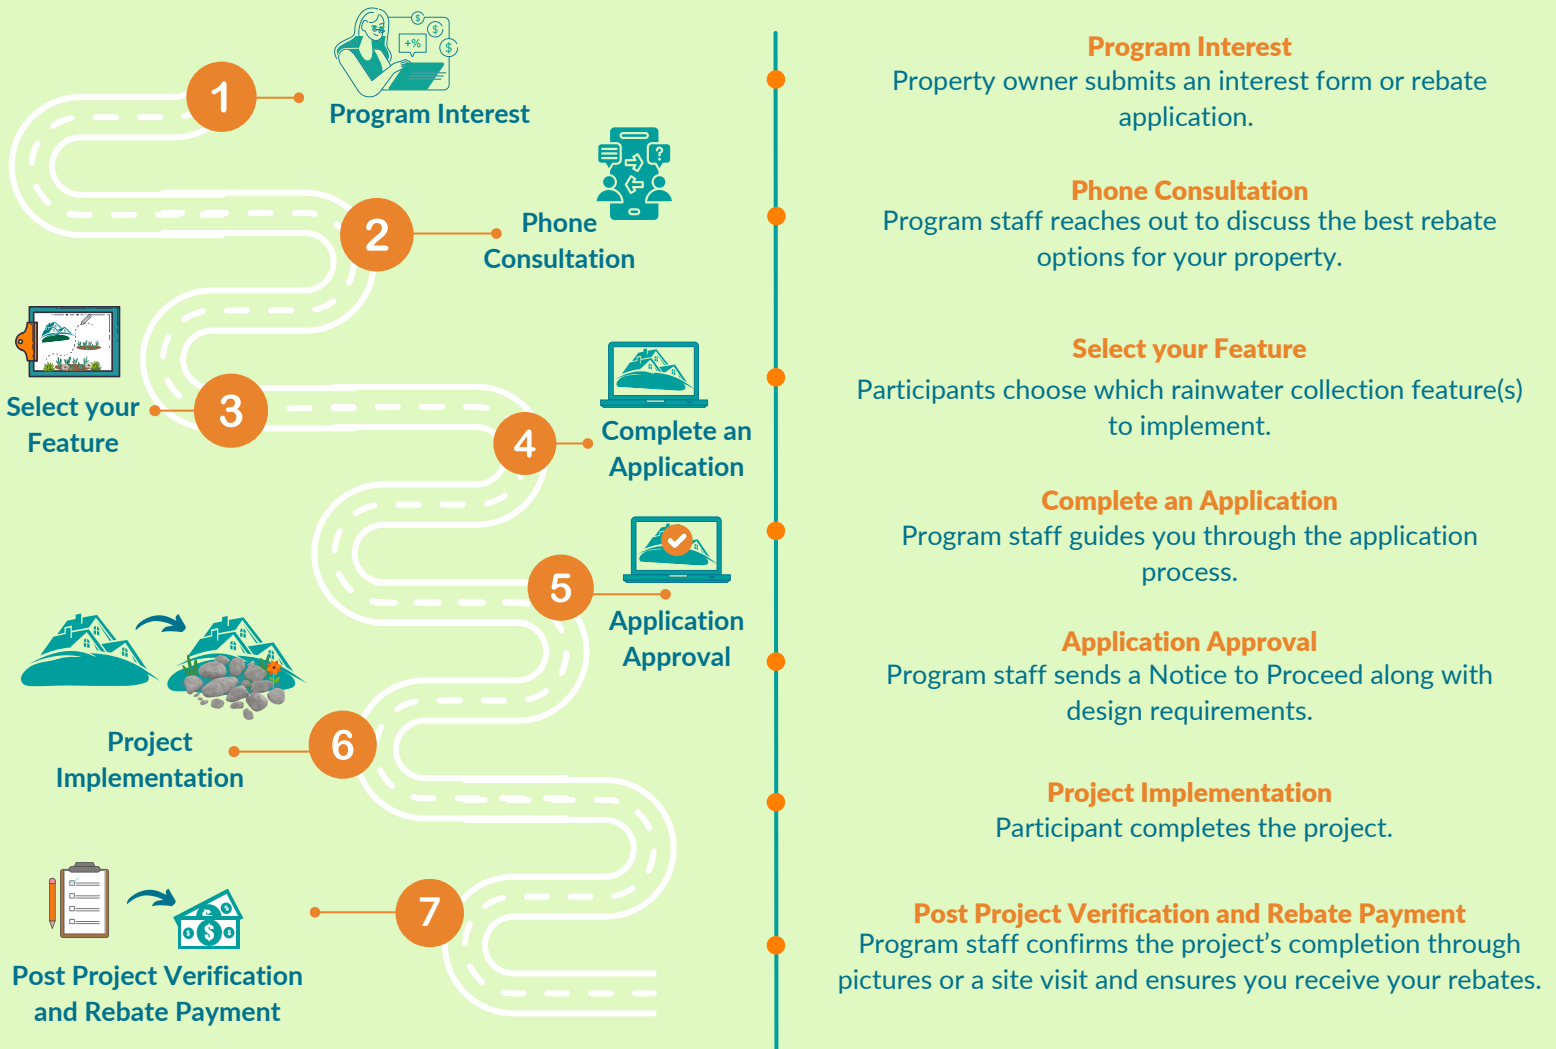 1
Program Interest
+%
$
$
$
2
Phone
Consultation
?
3
Select your
Feature
4
Complete an
Application
5
Application
Approval
6
Project
Implementation
7
$
$
$
$
Post Project Verification
and Rebate Payment
Program Interest
Property owner submits an interest form or rebate
application.
Phone Consultation
Program staff reaches out to discuss the best rebate
options for your property.
Select your Feature
Participants choose which rainwater collection feature(s)
to implement.
Complete an Application
Program staff guides you through the application
process.
Application Approval
Program staff sends a Notice to Proceed along with
design requirements.
Project Implementation
Participant completes the project.
Post Project Verification and Rebate Payment
Program staff confirms the project’s completion through
pictures or a site visit and ensures you receive your rebates.